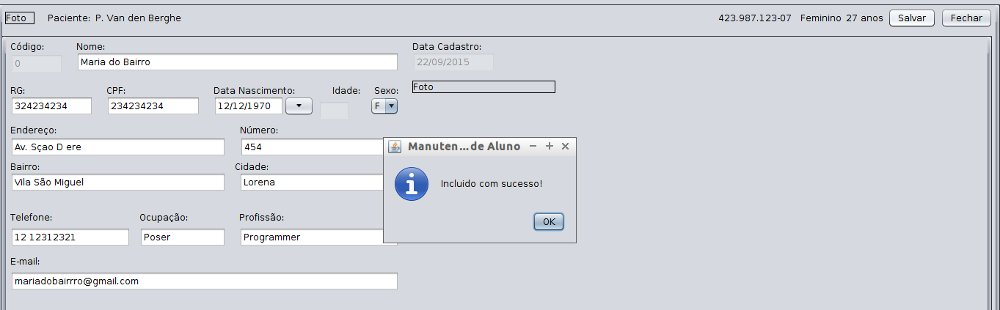 Foto Paciente: P. Van den Berghe 423.987.123-07 Feminino 27 anos Salvar Fechar
Código: Nome: Data Cadastro:
0 Maria do Bairro 22/09/2015
Foto
RG: CPF: Data Nascimento: Idade: Sexo:
324234234 234234234 12/12/1970 F
Endereço: Número:
Av. Sçao D ere 454
Bairro: Cidade:
Vila São Miguel Lorena
Telefone: Ocupação: Profissão:
12 12312321 Poser Programmer
E-mail:
mariadobairrro@gmail.com
Manuten...de Aluno
Incluido com sucesso!
OK